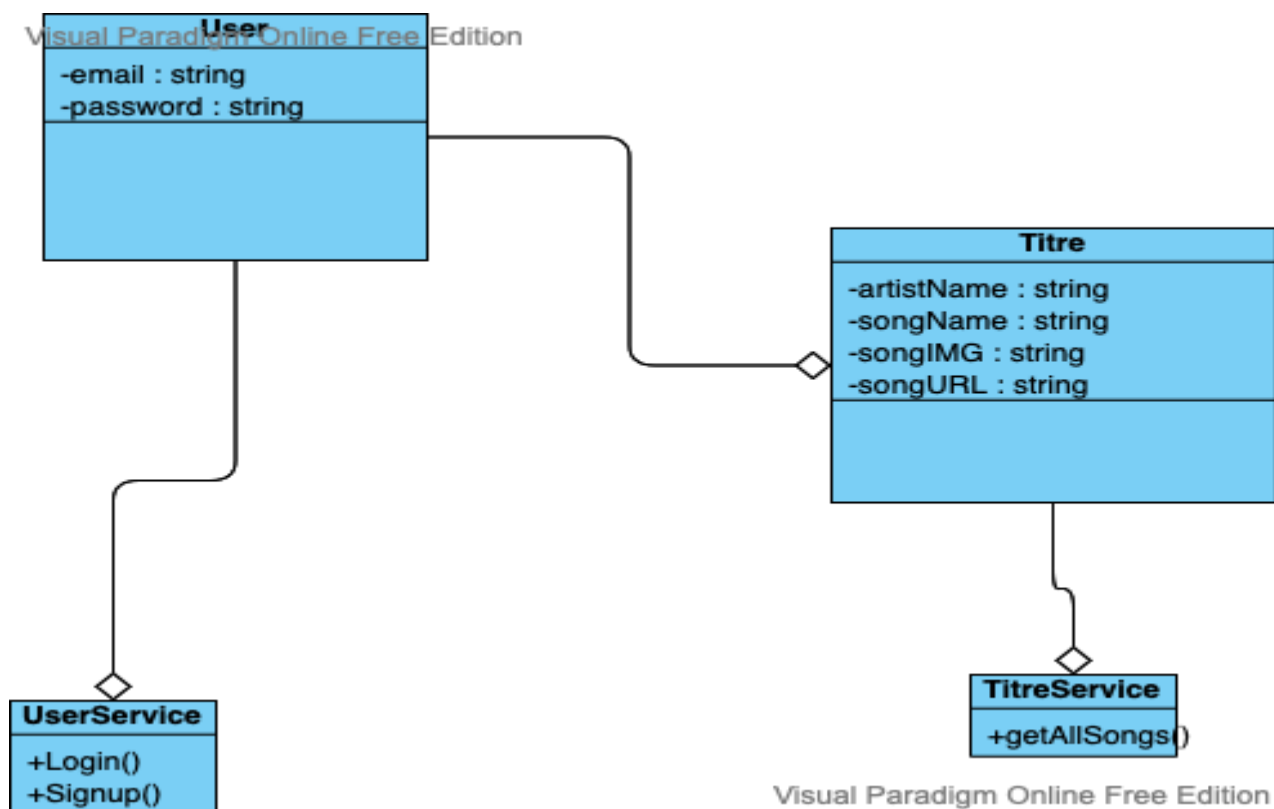 User
Visual Paradigm Online Free Edition
-email : string
-password : string
Titre
-artistName : string
-songName : string
-songIMG : string
-songURL : string
UserService
+Login()
+Signup()
TitreService
+getAllSongs()
Visual Paradigm Online Free Edition